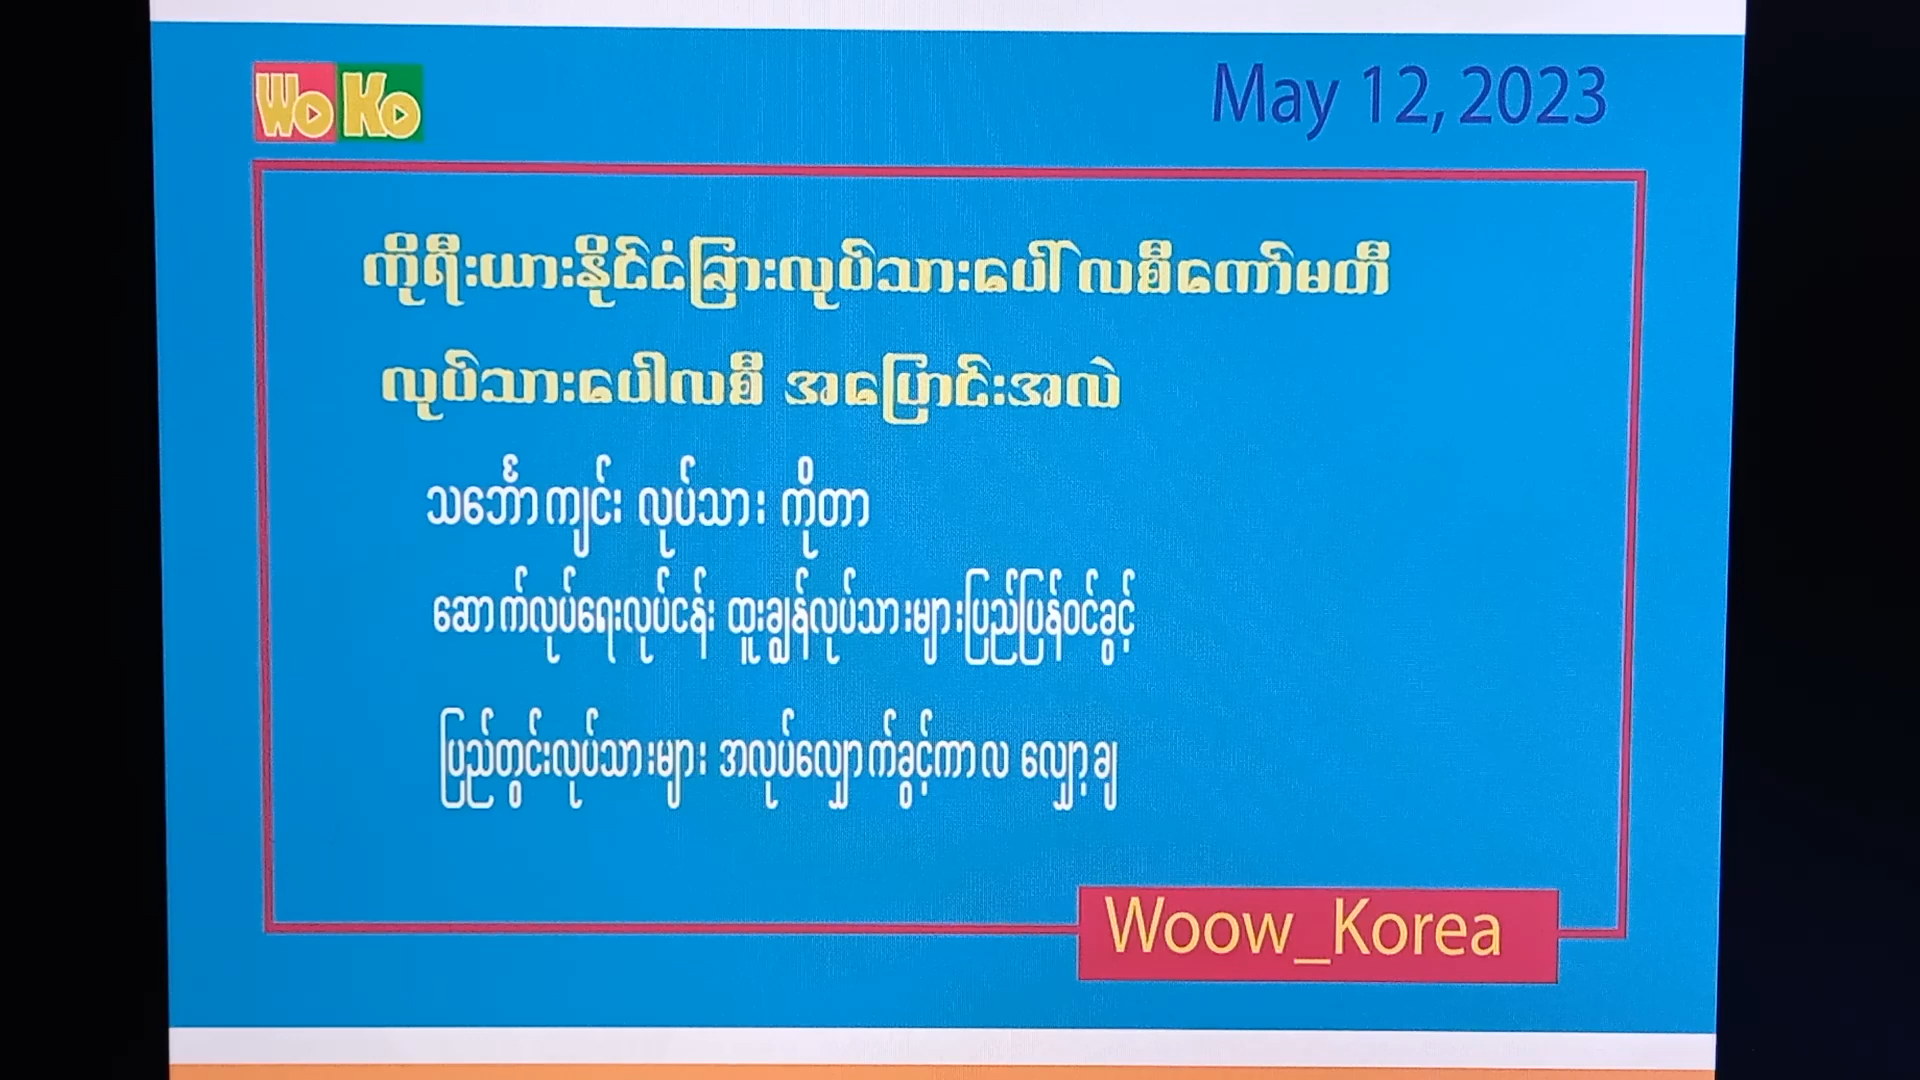 Wo Ko
May 12, 2023
ကိုရီးယားနိုင်ငံခြားလုပ်သားပေါ်လစီကော်မတီ
လုပ်သားပေါ်လစီ အပြောင်းအလဲ
သင်္ဘောကျင်း လုပ်သား ကိုတာ
ဆောက်လုပ်ရေးလုပ်ငန်း ထူးချွန်လုပ်သားများပြည်ပြန်ဝင်ခွင့်
ပြည်တွင်းလုပ်သားများ အလုပ်လျှောက်ခွင့်ကာလ လျှော့ချ
Woow_Korea